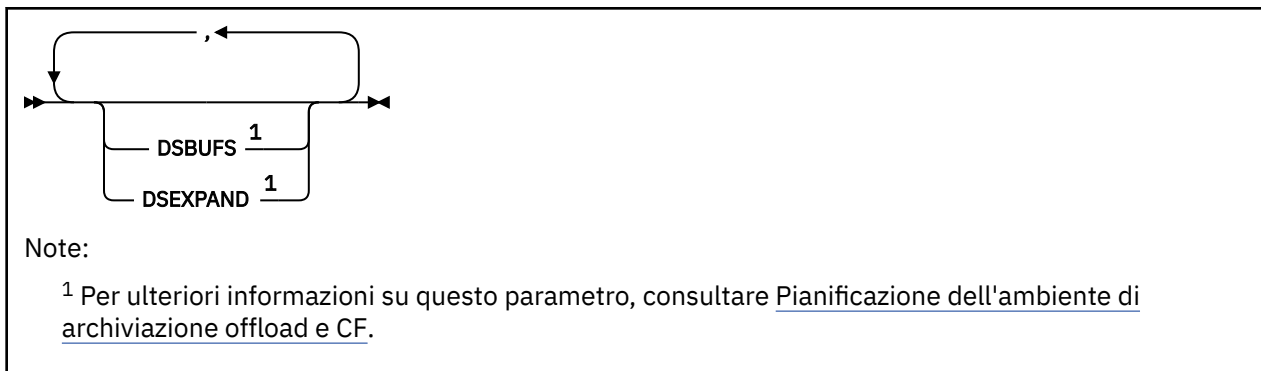 ,
DSBUFS 1
DSEXPAND 1
Note:
1 Per ulteriori informazioni su questo parametro, consultare Pianificazione dell'ambiente di
archiviazione offload e CF.